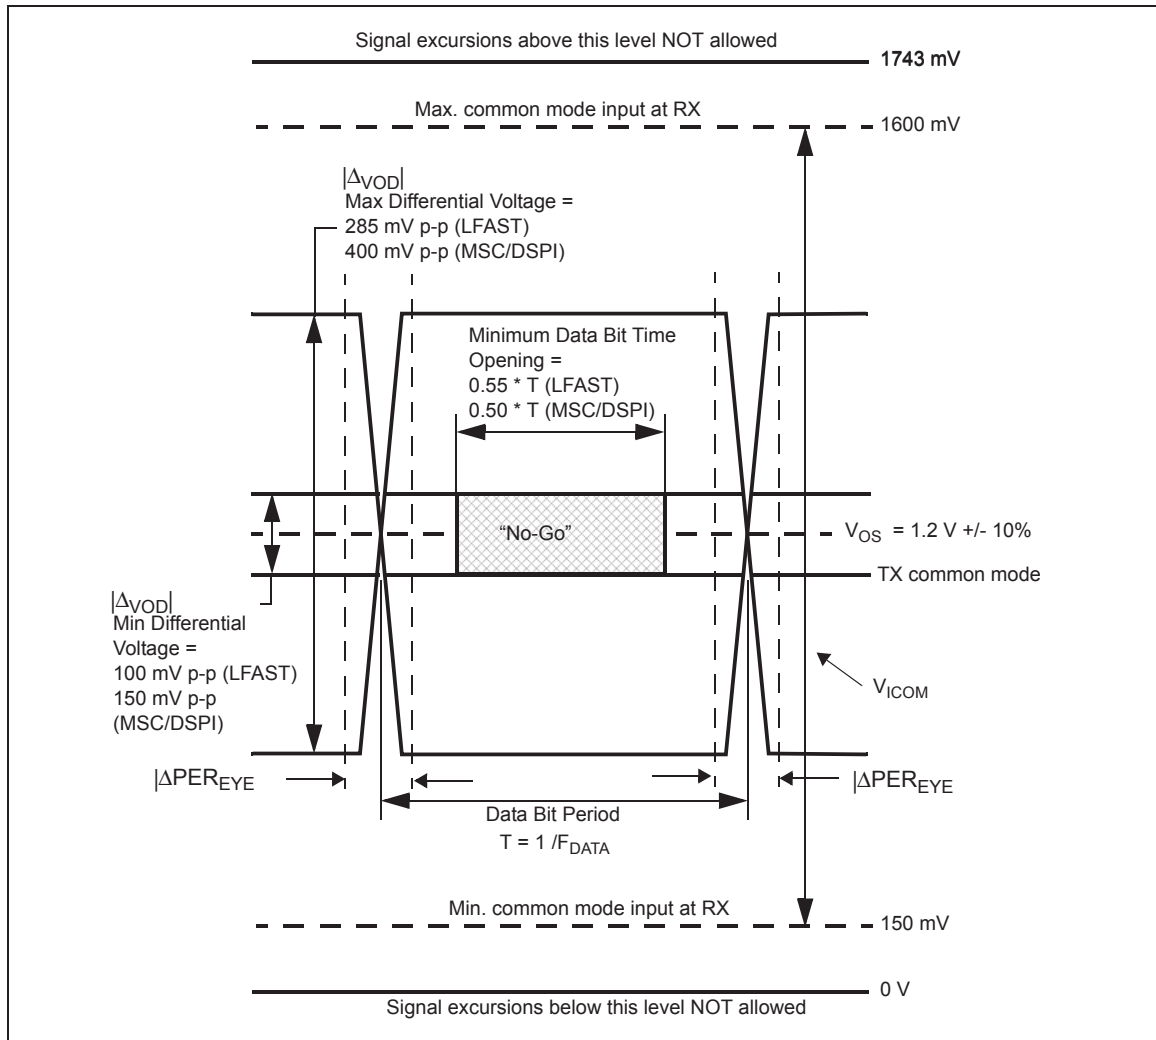 Signal excursions above this level NOT allowed
1743 mV
Max. common mode input at RX
1600 mV
|ΔVOD|
Max Differential Voltage =
285 mV p-p (LFAST)
400 mV p-p (MSC/DSPI)
Minimum Data Bit Time
Opening =
0.55 * T (LFAST)
0.50 * T (MSC/DSPI)
“No-Go”
VOS = 1.2 V +/- 10%
TX common mode
|ΔVOD|
Min Differential
Voltage =
100 mV p-p (LFAST)
150 mV p-p
(MSC/DSPI)
VICOM
|ΔPEREYE
|ΔPEREYE
Data Bit Period
T = 1 /FDATA
Min. common mode input at RX
150 mV
0 V
Signal excursions below this level NOT allowed